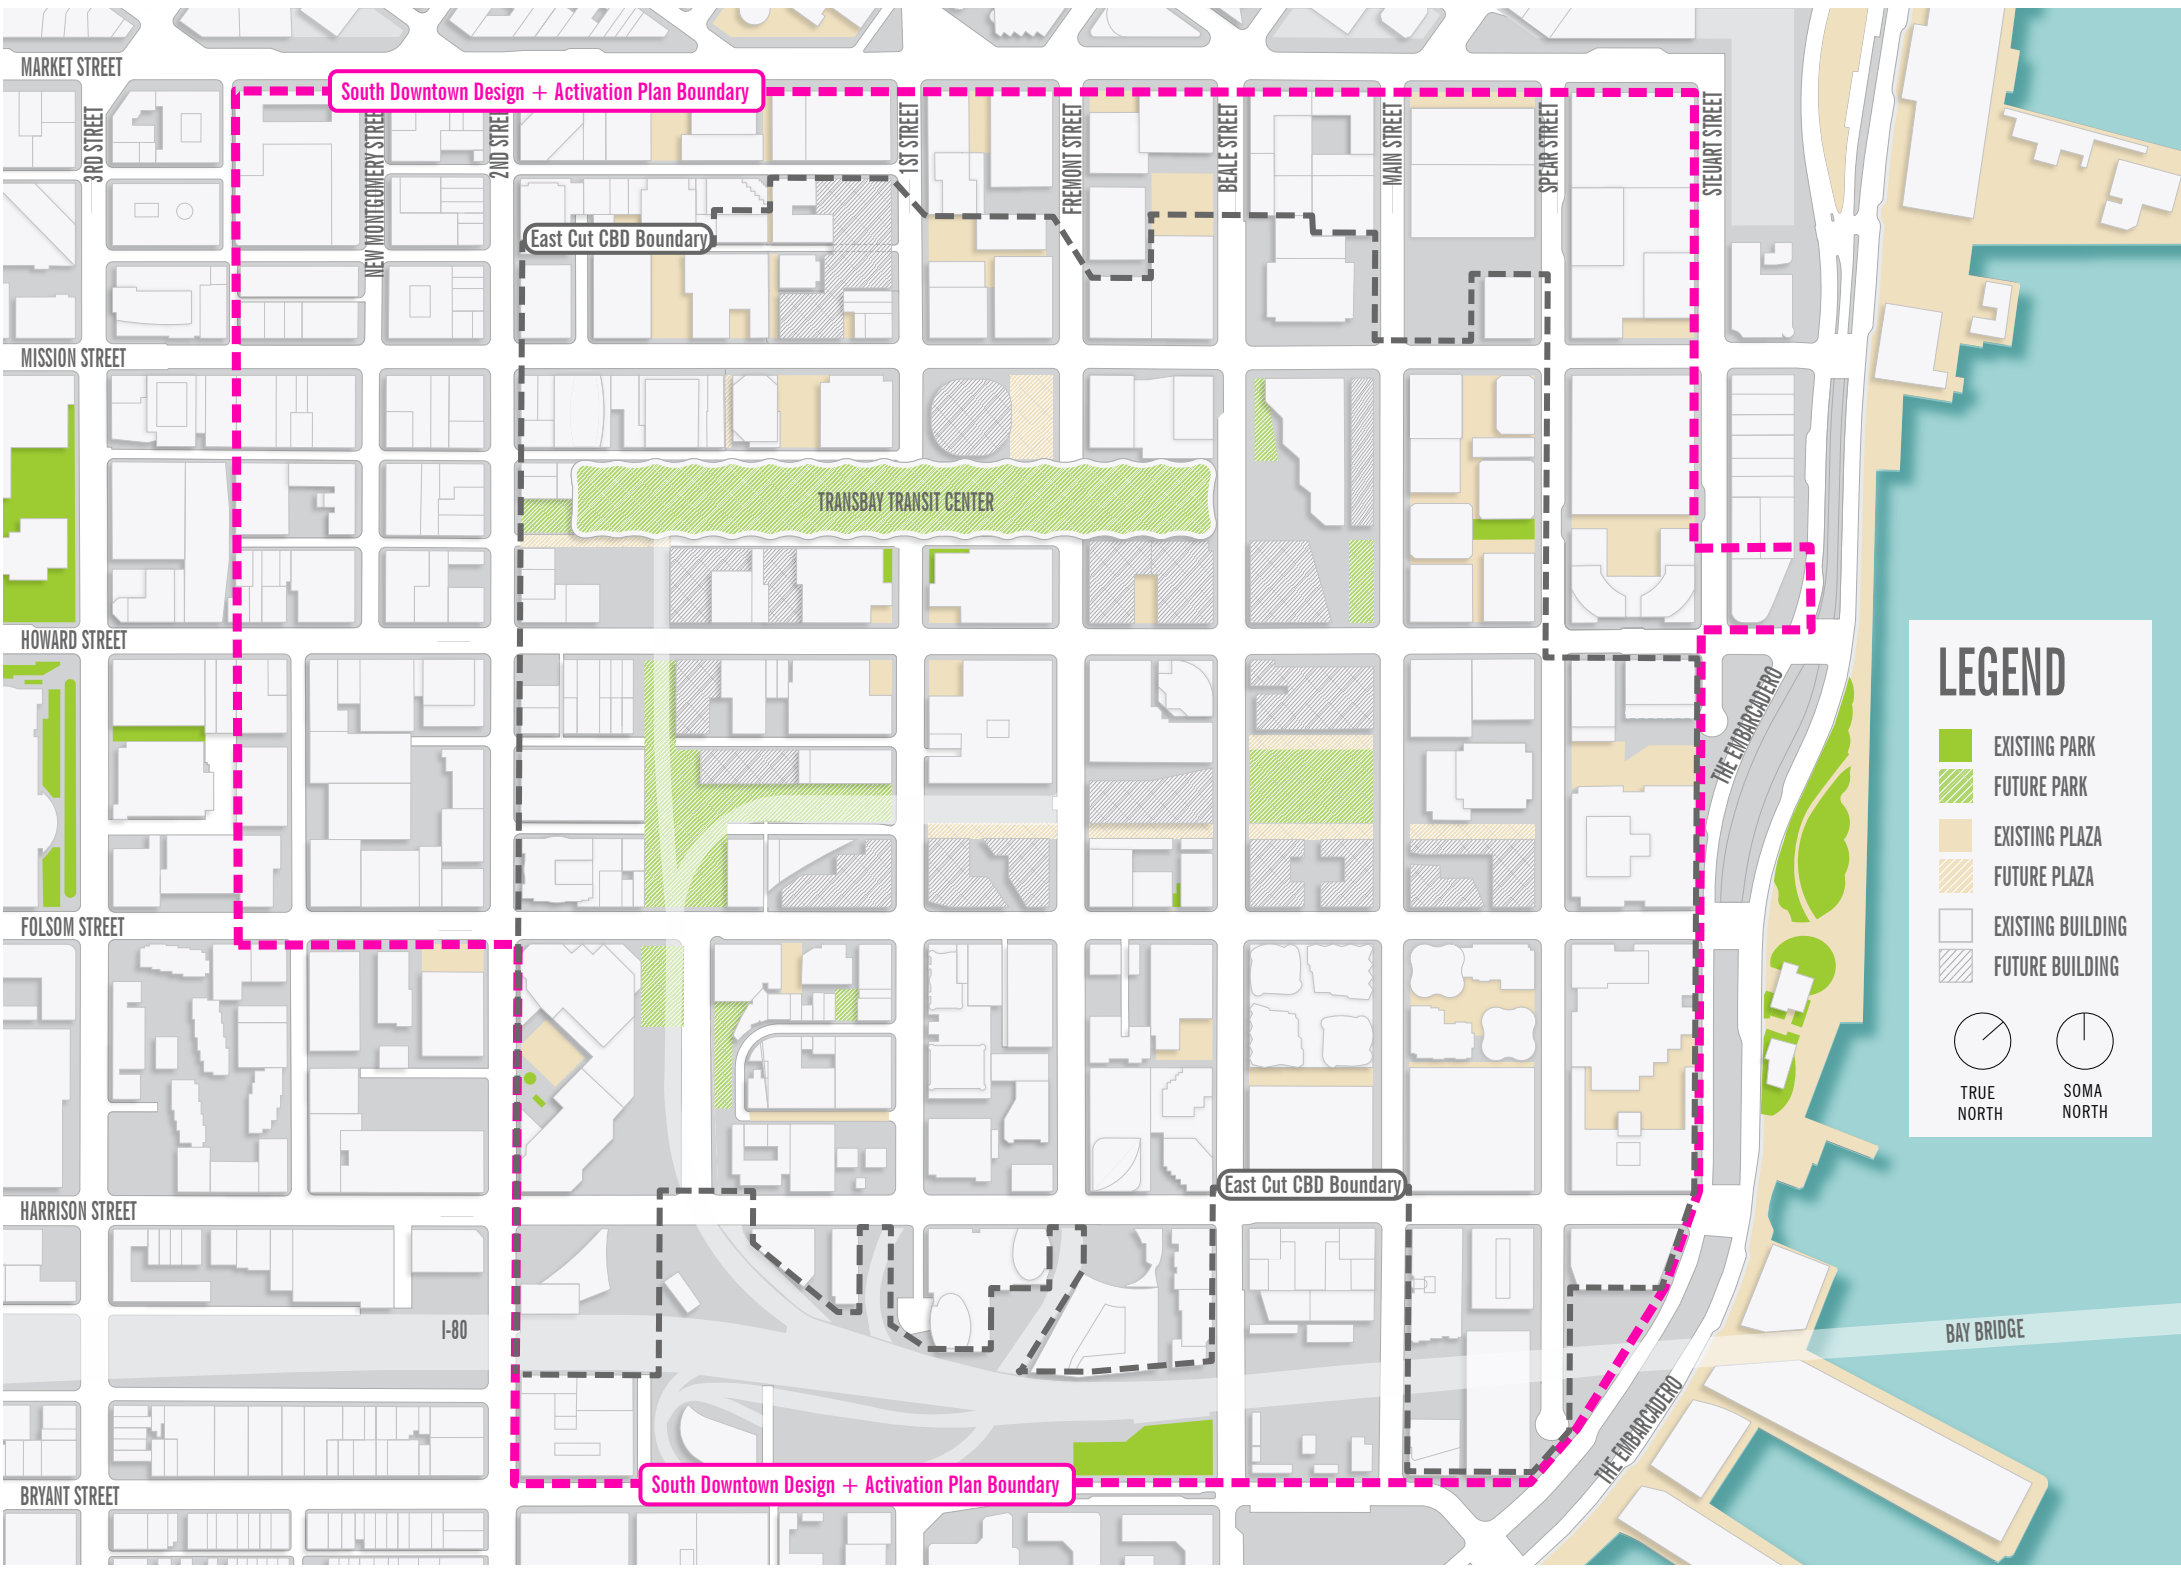 MARKET STREET
South Downtown Design + Activation Plan Boundary
3RD STREET
NEW MONTGOMERY STREET
2ND STREET
1ST STREET
FREMONT STREET
BEALE STREET
MAIN STREET
SPEAR STREET
STEUART STREET
East Cut CBD Boundary
MISSION STREET
TRANSBAY TRANSIT CENTER
HOWARD STREET
THE EMBARCADERO
LEGEND
EXISTING PARK
FUTURE PARK
EXISTING PLAZA
FUTURE PLAZA
EXISTING BUILDING
FUTURE BUILDING
TRUE
NORTH
SOMA
NORTH
FOLSOM STREET
East Cut CBD Boundary
HARRISON STREET
I-80
BAY BRIDGE
THE EMBARCADERO
South Downtown Design + Activation Plan Boundary
BRYANT STREET